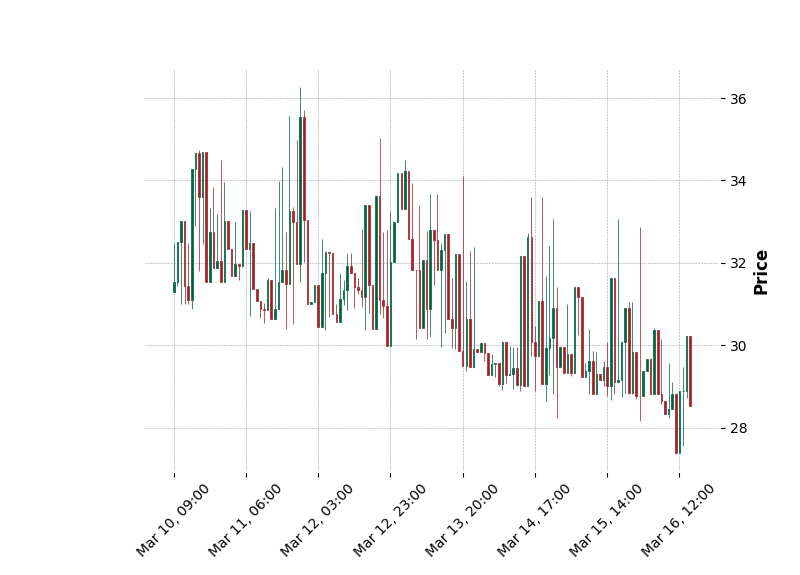 36
34
32
30
28
Price
Mar 10, 09:00
Mar 11, 06:00
Mar 12, 03:00
Mar 12, 23:00
Mar 13, 20:00
Mar 14, 17:00
Mar 15, 14:00
Mar 16, 12:00